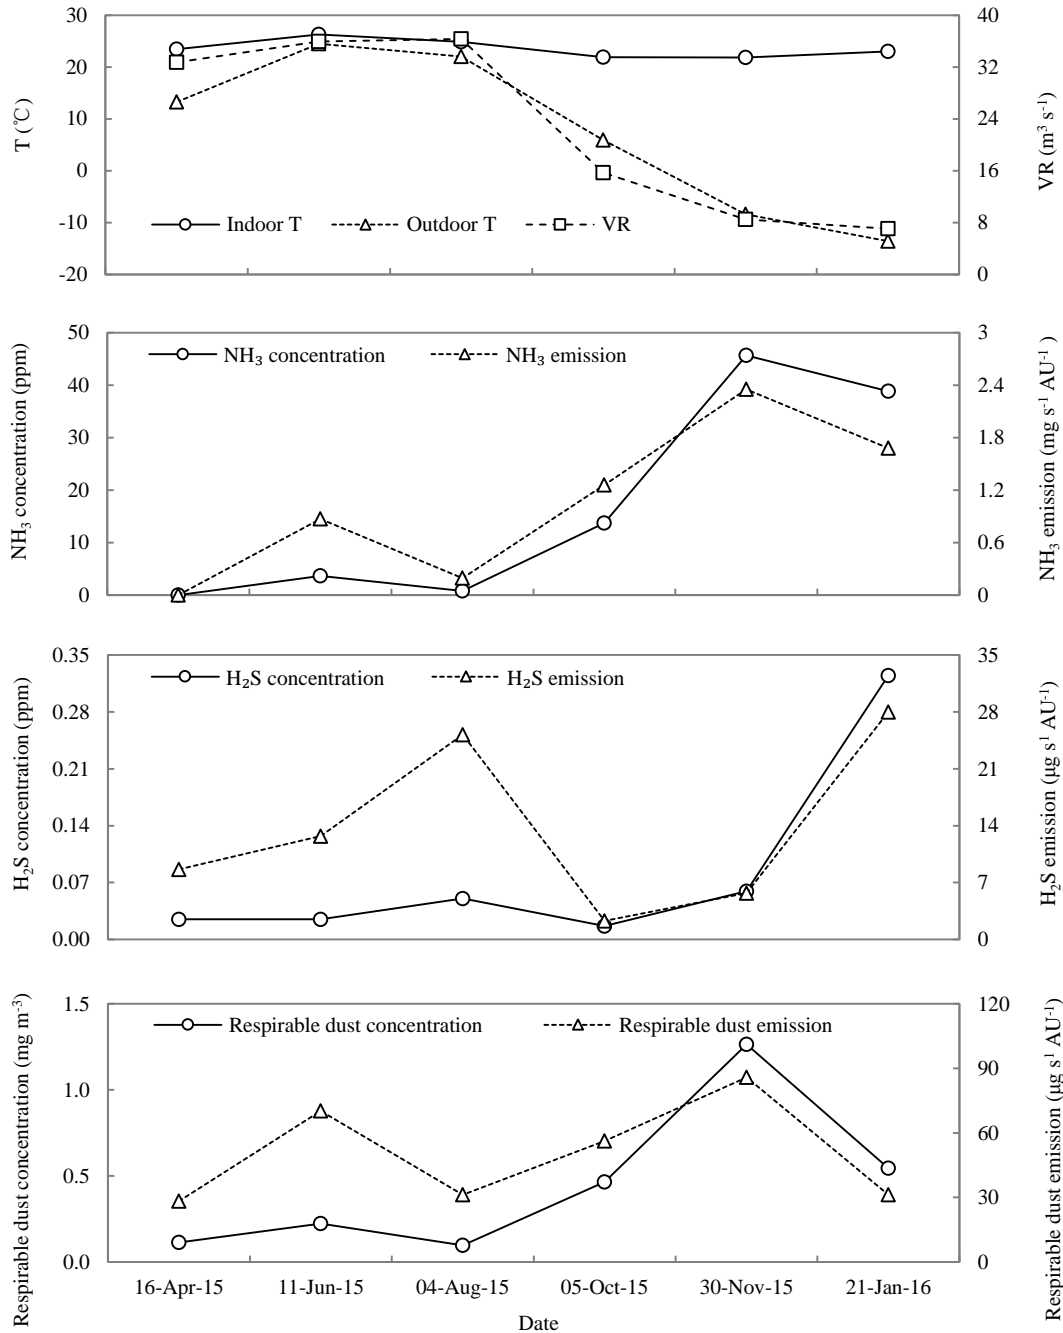 30
20
10
0
-10
-20
T (℃)
40
32
24
16
8
0
VR (m³ s⁻¹)
Indoor T
Outdoor T
VR
50
40
30
20
10
0
NH₃ concentration (ppm)
3
2.4
1.8
1.2
0.6
0
NH₃ emission (mg s⁻¹ AU⁻¹)
NH₃ concentration
NH₃ emission
0.35
0.28
0.21
0.14
0.07
0.00
H₂S concentration (ppm)
35
28
21
14
7
0
H₂S emission (μg s¹ AU⁻¹)
H₂S concentration
H₂S emission
1.5
1.0
0.5
0.0
Respirable dust concentration (mg m⁻³)
120
90
60
30
0
Respirable dust emission (μg s¹ AU⁻¹)
Respirable dust concentration
Respirable dust emission
16-Apr-15
11-Jun-15
04-Aug-15
05-Oct-15
30-Nov-15
21-Jan-16
Date